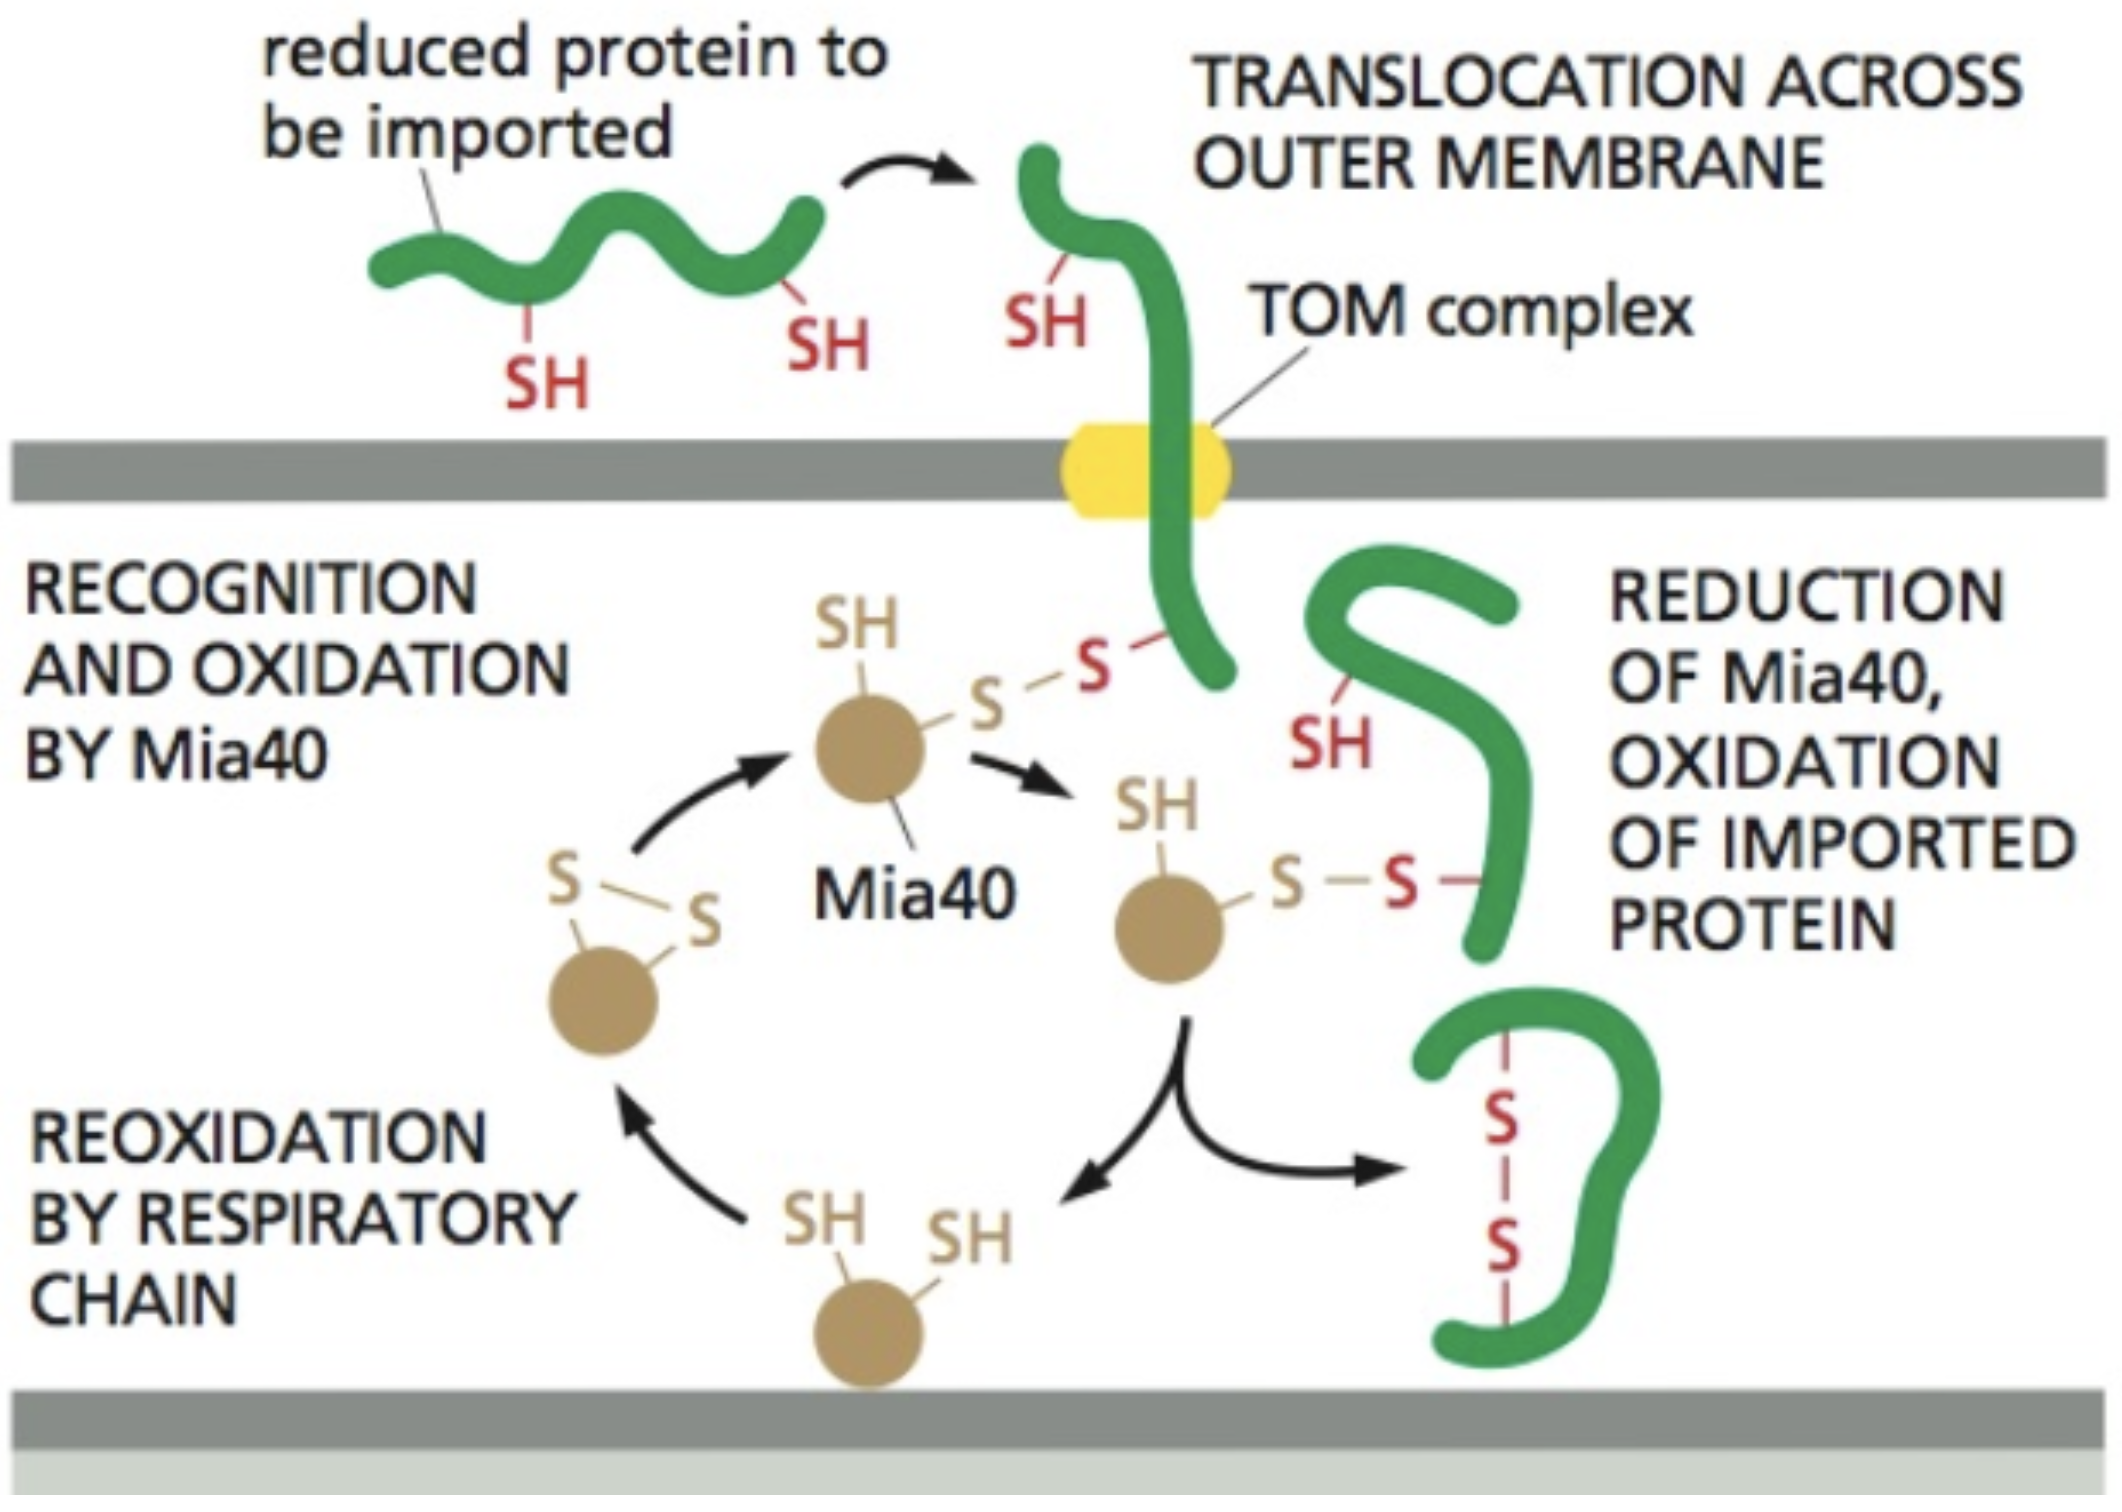 reduced protein to
be imported
TRANSLOCATION ACROSS
OUTER MEMBRANE
SH
SH
SH
TOM complex
RECOGNITION
AND OXIDATION
BY Mia40
SH
S
S
Mia40
SH
REDUCTION
OF Mia40,
OXIDATION
OF IMPORTED
PROTEIN
SH
S
S
S
S
REOXIDATION
BY RESPIRATORY
CHAIN
SH
SH
S
S